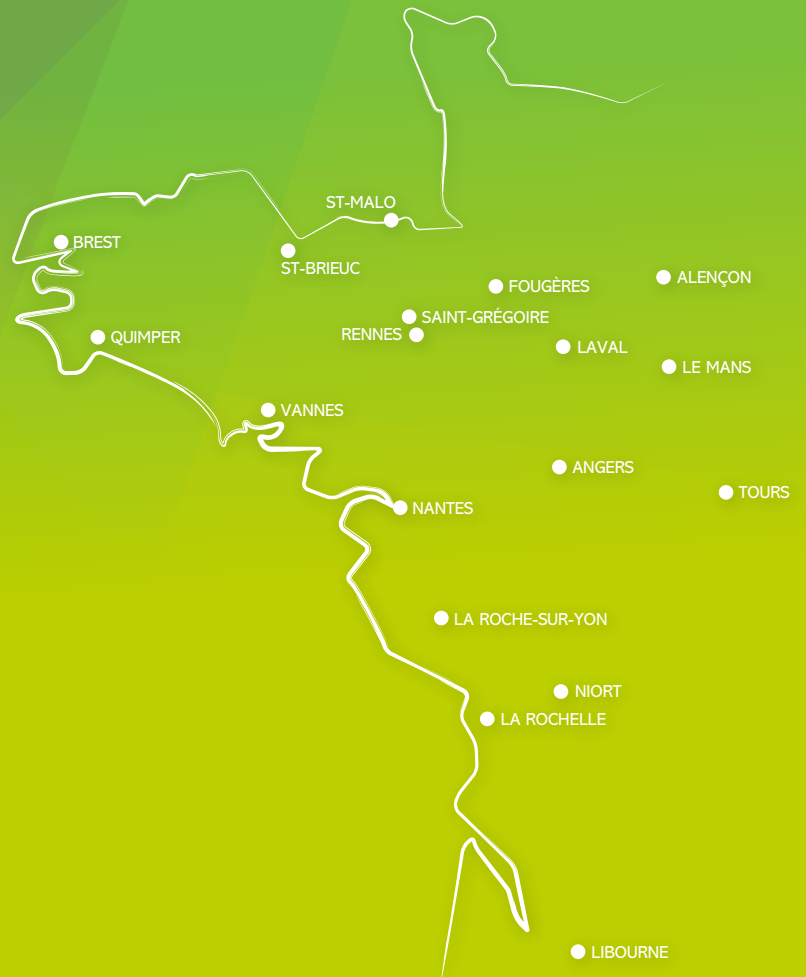 ST-MALO
BREST
ST-BRIEUC
ALENÇON
FOUGÈRES
SAINT-GRÉGOIRE
RENNES
QUIMPER
LAVAL
LE MANS
VANNES
ANGERS
TOURS
NANTES
LA ROCHE-SUR-YON
NIORT
LA ROCHELLE
LIBOURNE